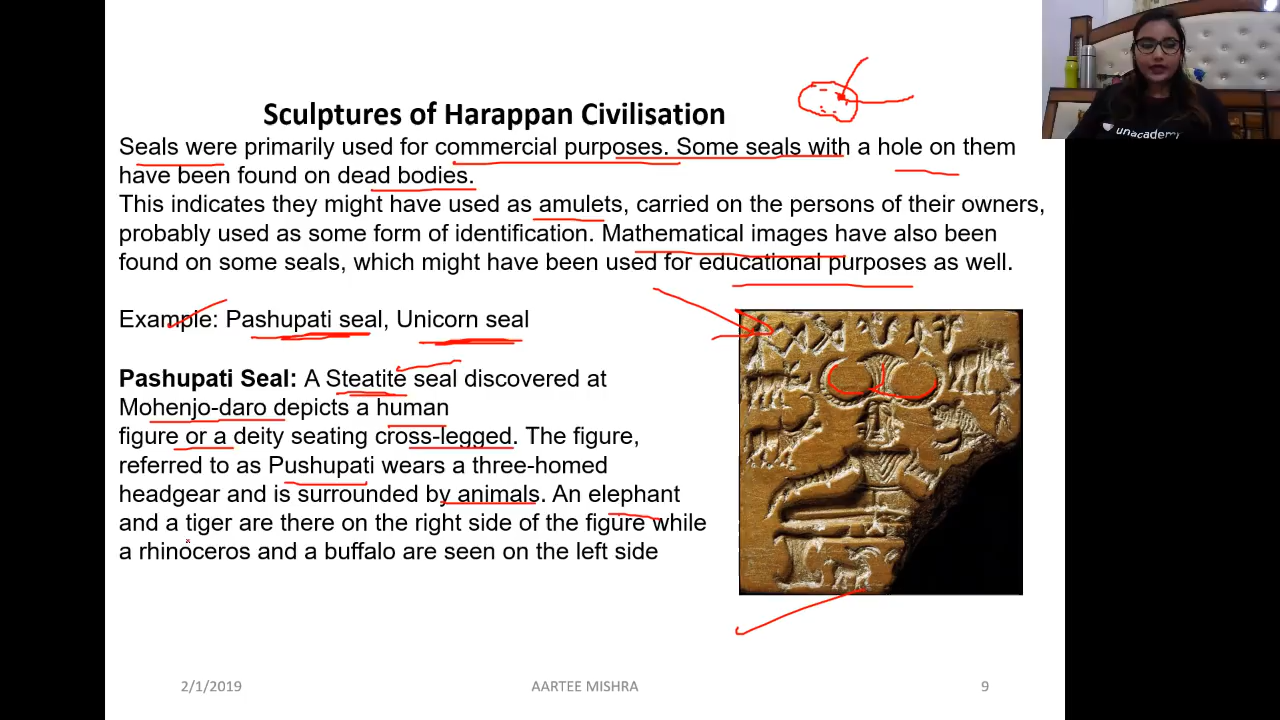 Sculptures of Harappan Civilisation
Seals were primarily used for commercial purposes. Some seals with a hole on them
have been found on dead bodies.
This indicates they might have used as amulets, carried on the persons of their owners,
probably used as some form of identification. Mathematical images have also been
found on some seals, which might have been used for educational purposes as well.
Example: Pashupati seal, Unicorn seal
Pashupati Seal: A Steatite seal discovered at
Mohenjo-daro depicts a human
figure or a deity seating cross-legged. The figure,
referred to as Pushupati wears a three-homed
headgear and is surrounded by animals. An elephant
and a tiger are there on the right side of the figure while
a rhinoceros and a buffalo are seen on the left side
2/1/2019
AARTEE MISHRA
9
unacademy